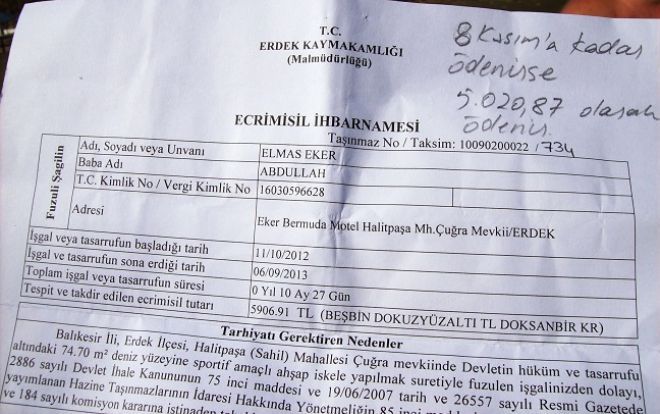 T.C.
ERDEK KAYMAKAMLIĞI
(Malmüdürlüğü)
8 Kasım'a kadar
ödenirse
5.020,87 olarak
ödenir.
ECRIMISIL İHBARNAMESİ
Taşınmaz No / Taksim: 10090200022 / 734
Fuzuli Şagilin
Adı, Soyadı veya Unvanı ELMAS EKER
Baba Adı ABDULLAH
T.C. Kimlik No / Vergi Kimlik No 16030596628
Adresi Eker Bermuda Motel Halitpaşa Mh.Çuğra Mevkii/ERDEK
İşgal veya tasarrufun başladığı tarih 11/10/2012
İşgal ve tasarrufun sona erdiği tarih 06/09/2013
Toplam işgal veya tasarrufun süresi 0 Yıl 10 Ay 27 Gün
Tespit ve takdir edilen ecrimisil tutarı 5906.91 TL (BEŞBİN DOKUZYÜZALTI TL DOKSANBİR KR)
Tarhiyatı Gerektiren Nedenler
Balıkesir İli, Erdek İlçesi, Halitpaşa (Sahil) Mahallesi Çuğra mevkiinde Devletin hüküm ve tasarrufu
altındaki 74.70 m² deniz yüzeyine sportif amaçlı ahşap iskele yapılmak suretiyle fuzulen işgalinizden dolayı,
2886 sayılı Devlet İhale Kanununun 75 inci maddesi ve 19/06/2007 tarih ve 26557 sayılı Resmi Gazetede
yayımlanan Hazine Taşınmazlarının İdaresi Hakkında Yönetmeliğin 85 inci
ve 184 sayılı komisyon kararına istinaden